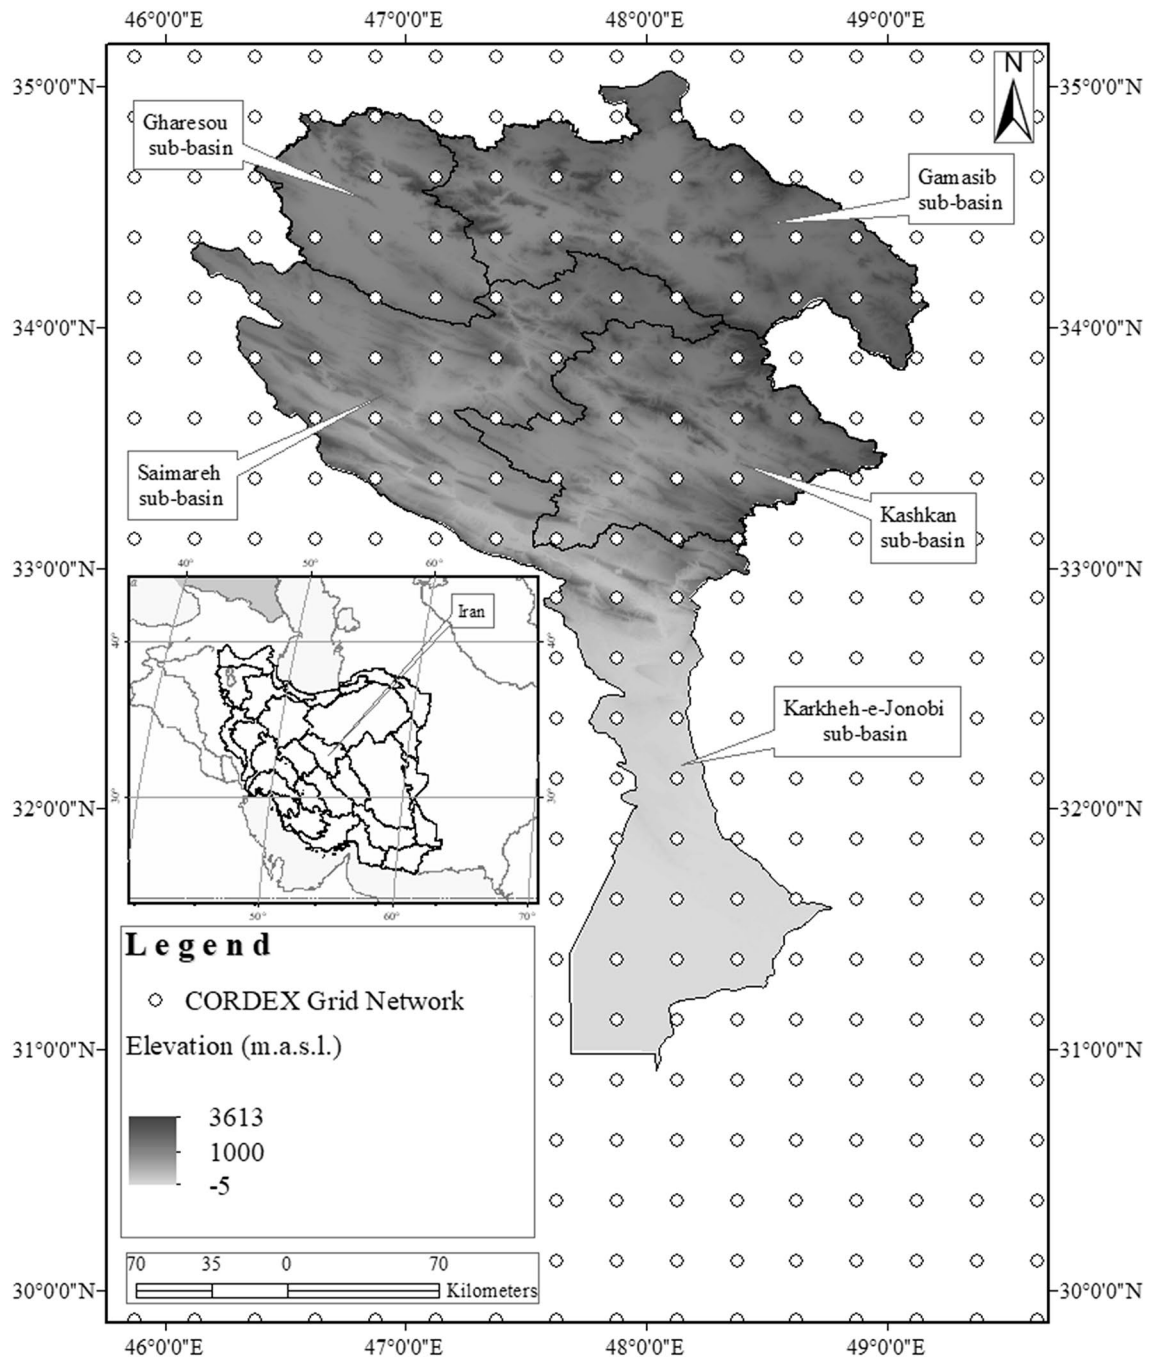 46°0'0"E 47°0'0"E 48°0'0"E 49°0'0"E
35°0'0"N 35°0'0"N
N
Gharesou
sub-basin
Gamasib
sub-basin
34°0'0"N 34°0'0"N
Saimareh
sub-basin
Kashkan
sub-basin
33°0'0"N 33°0'0"N
40° 50° 60°
Iran
40° 40°
Karkheh-e-Jonobi
sub-basin
30° 30°
32°0'0"N 32°0'0"N
50° 60° 70°
Legend
CORDEX Grid Network
Elevation (m.a.s.l.)
31°0'0"N 31°0'0"N
3613
1000
-5
70 35 0 70
Kilometers
30°0'0"N 30°0'0"N
46°0'0"E 47°0'0"E 48°0'0"E 49°0'0"E